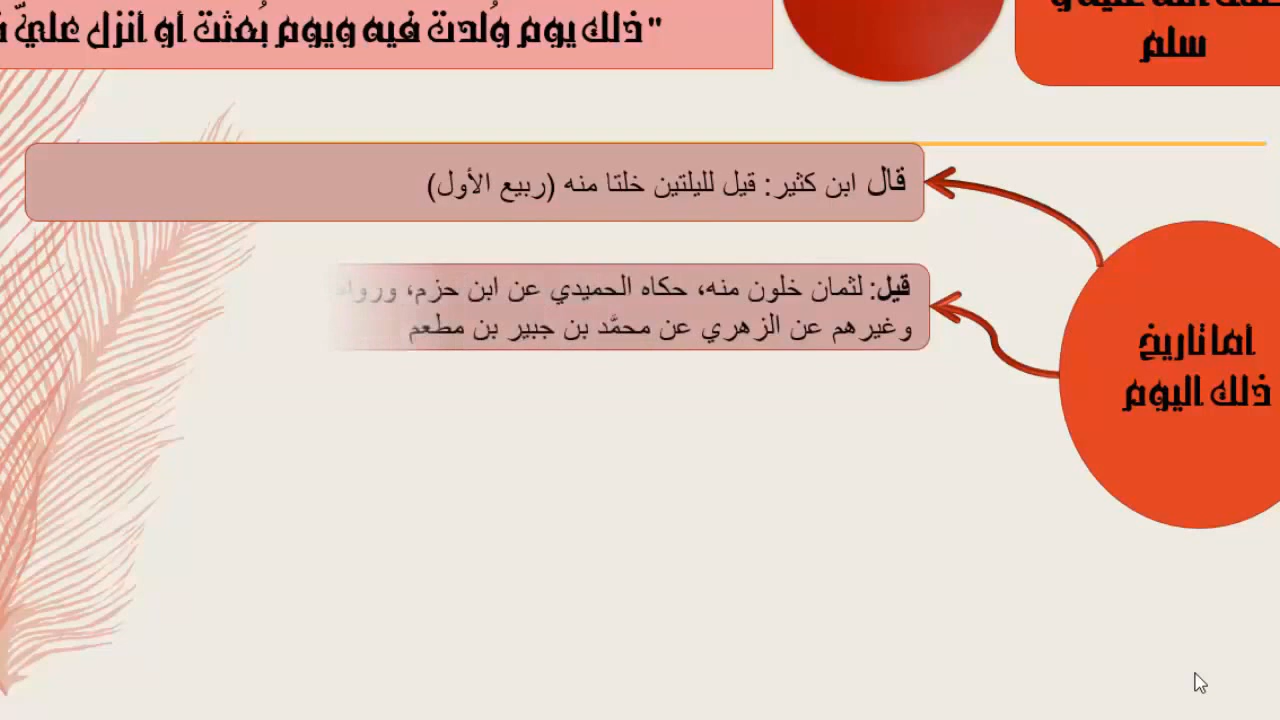 سلم
"ذلك يوم وُلدت فيه ويوم بُعثت أو أنزل عليّ
قال ابن كثير: قيل لليلتين خلتا منه (ربيع الأول)
قيل: لثمان خلون منه، حكاه الحميدي عن ابن حزم،
وغيرهم عن الزهري عن محمَّد بن جبير بن مطعم
اما تاريخ
ذلك اليوم